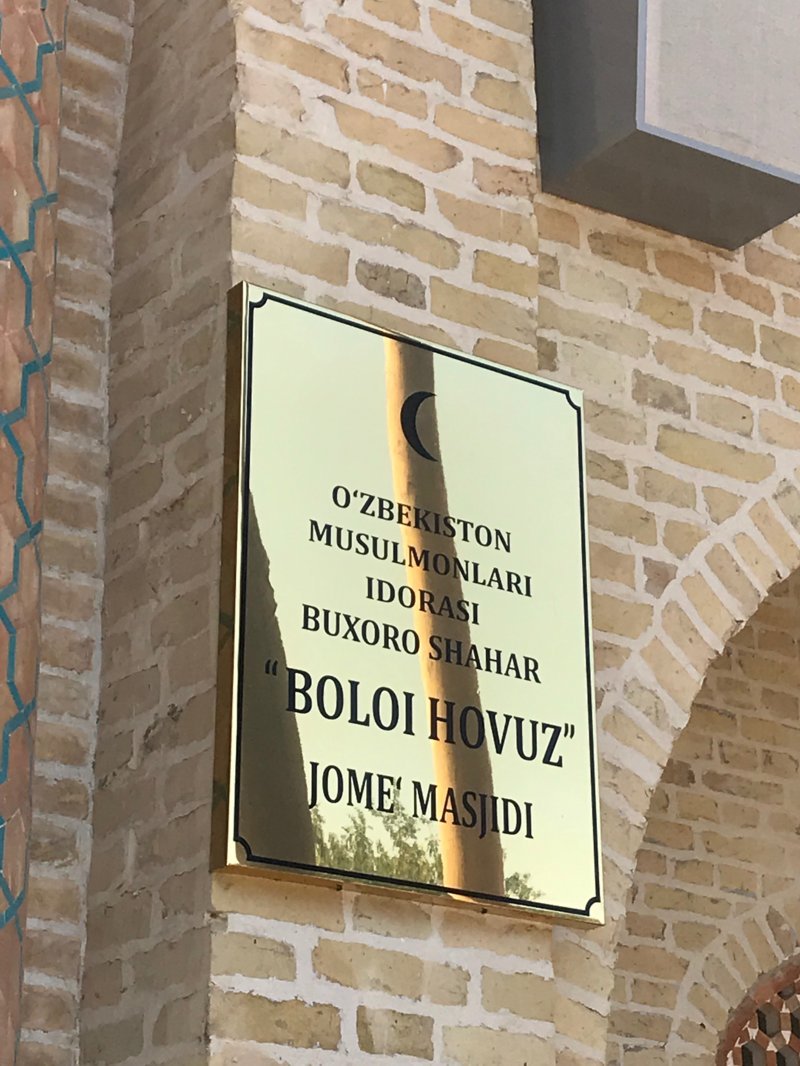 O‘ZBEKISTON
MUSULMONLARI
IDORASI
BUXORO SHAHAR
“BOLOI HOVUZ”
JOME‘ MASJIDI